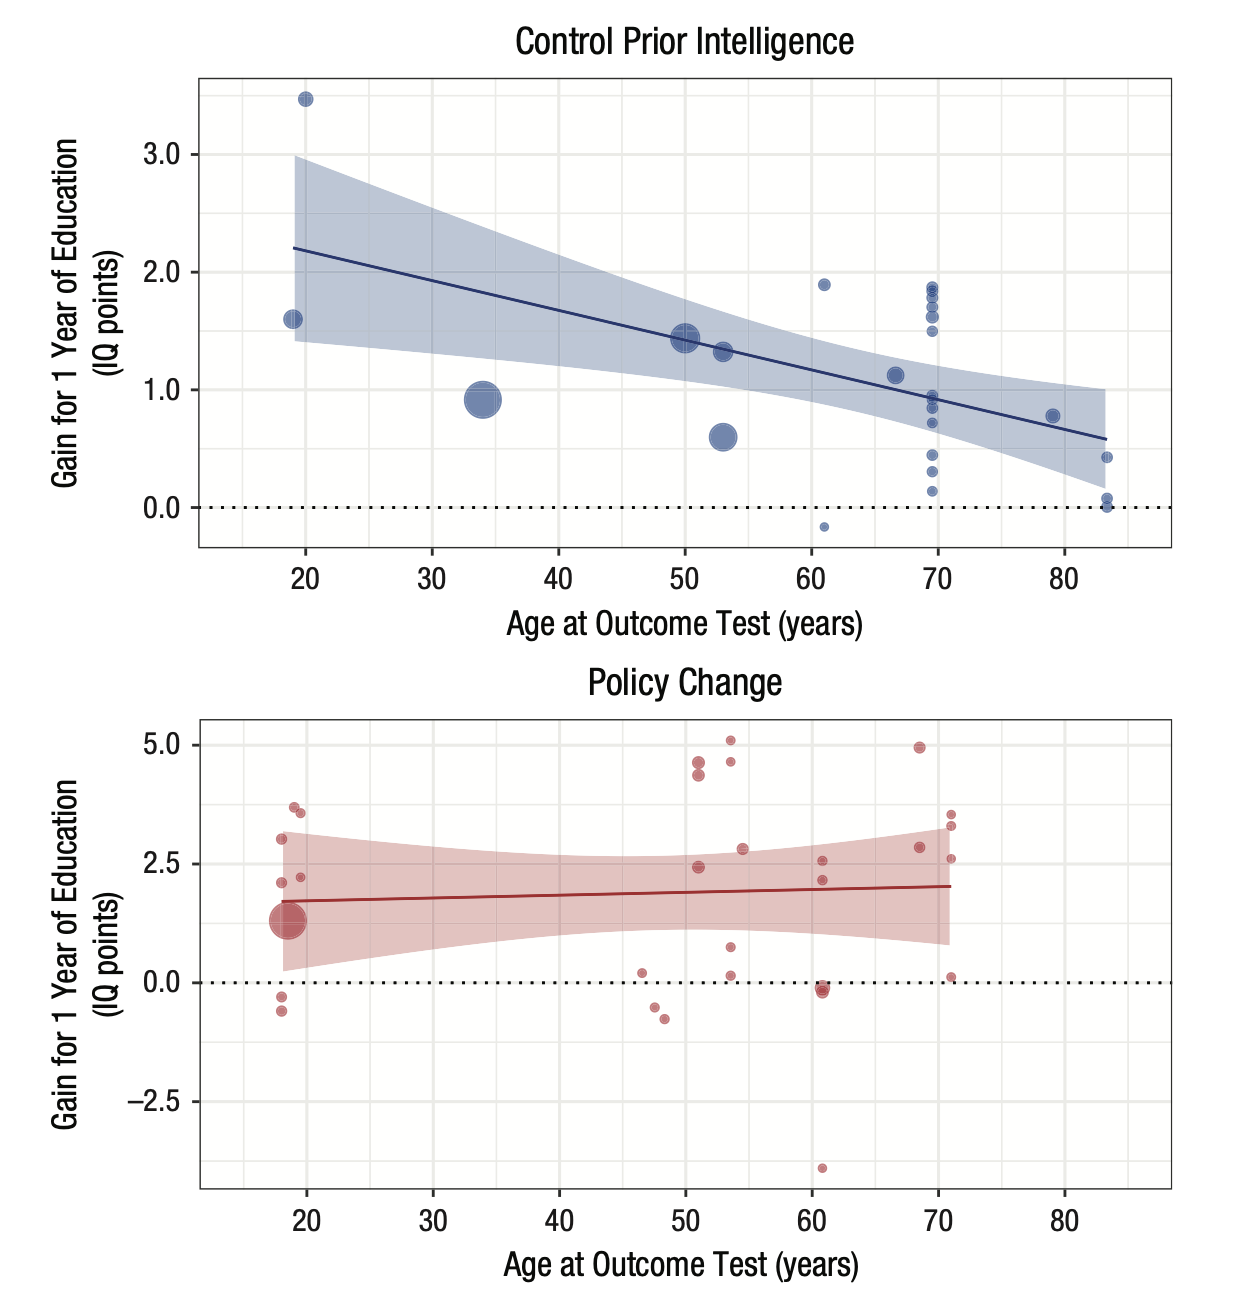 Control Prior Intelligence
Gain for 1 Year of Education
(IQ points)
3.0
2.0
1.0
0.0
20 30 40 50 60 70 80
Age at Outcome Test (years)
Policy Change
Gain for 1 Year of Education
(IQ points)
5.0
2.5
0.0
−2.5
20 30 40 50 60 70 80
Age at Outcome Test (years)